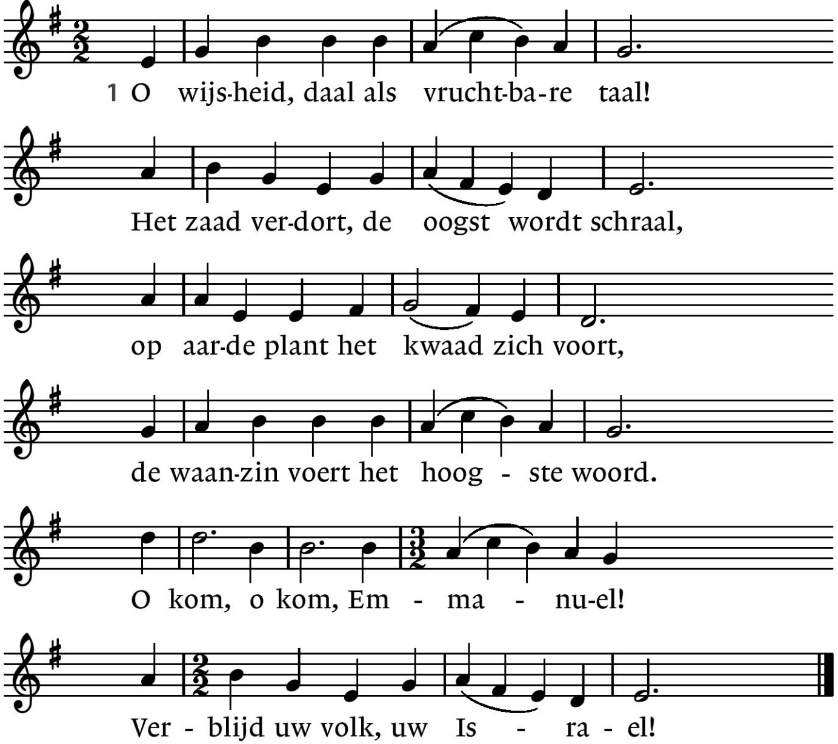 1 O wijs-heid, daal als vrucht-ba-re taal!
Het zaad ver-dort, de oogst wordt schraal,
op aar-de plant het kwaad zich voort,
de waan-zin voert het hoog - ste woord.
O kom, o kom, Em - ma - nu-el!
Ver - blijd uw volk, uw Is - ra - el!